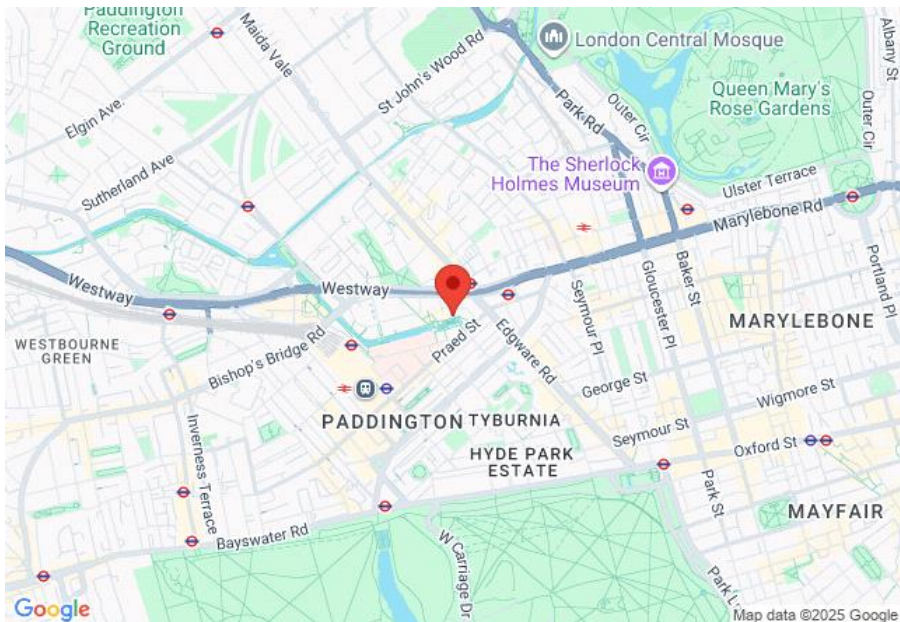 Paddington
Recreation
Ground
Maida Vale
St John's Wood Rd
London Central Mosque
Albany St
Elgin Ave.
Park Rd
Outer Cir
Queen Mary's
Rose Gardens
Outer Cir
Sutherland Ave
The Sherlock
Holmes Museum
Ulster Terrace
Marylebone Rd
Westway
Westway
Seymour Pl
Gloucester Pl
Baker St
Portland Pl
WESTBOURNE
GREEN
Bishop's Bridge Rd
Praed St
Edgware Rd
MARYLEBONE
George St
Wigmore St
PADDINGTON
TYBURNIA
Seymour St
Oxford St
Inverness Terrace
HYDE PARK
ESTATE
Park St
MAYFAIR
Bayswater Rd
W Carriage Dr
Park L
Google
Map data ©2025 Google